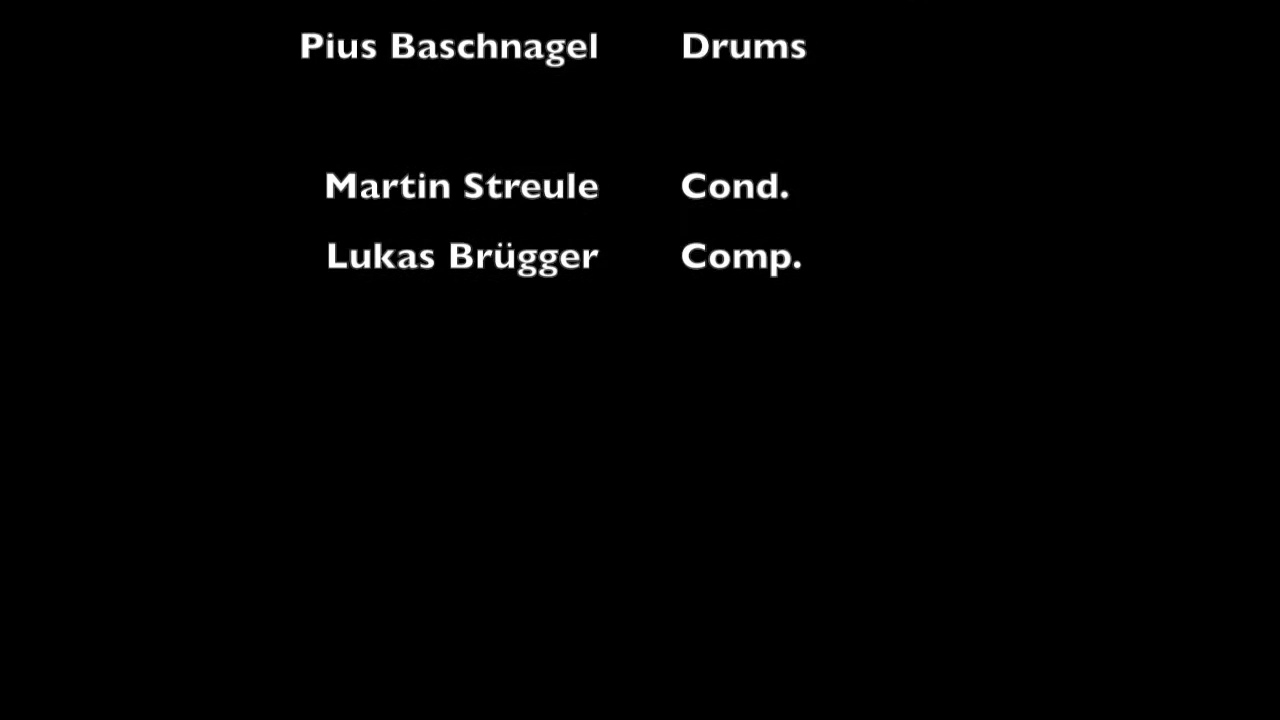 Pius Baschnagel Drums
Martin Streule Cond.
Lukas Brügger Comp.